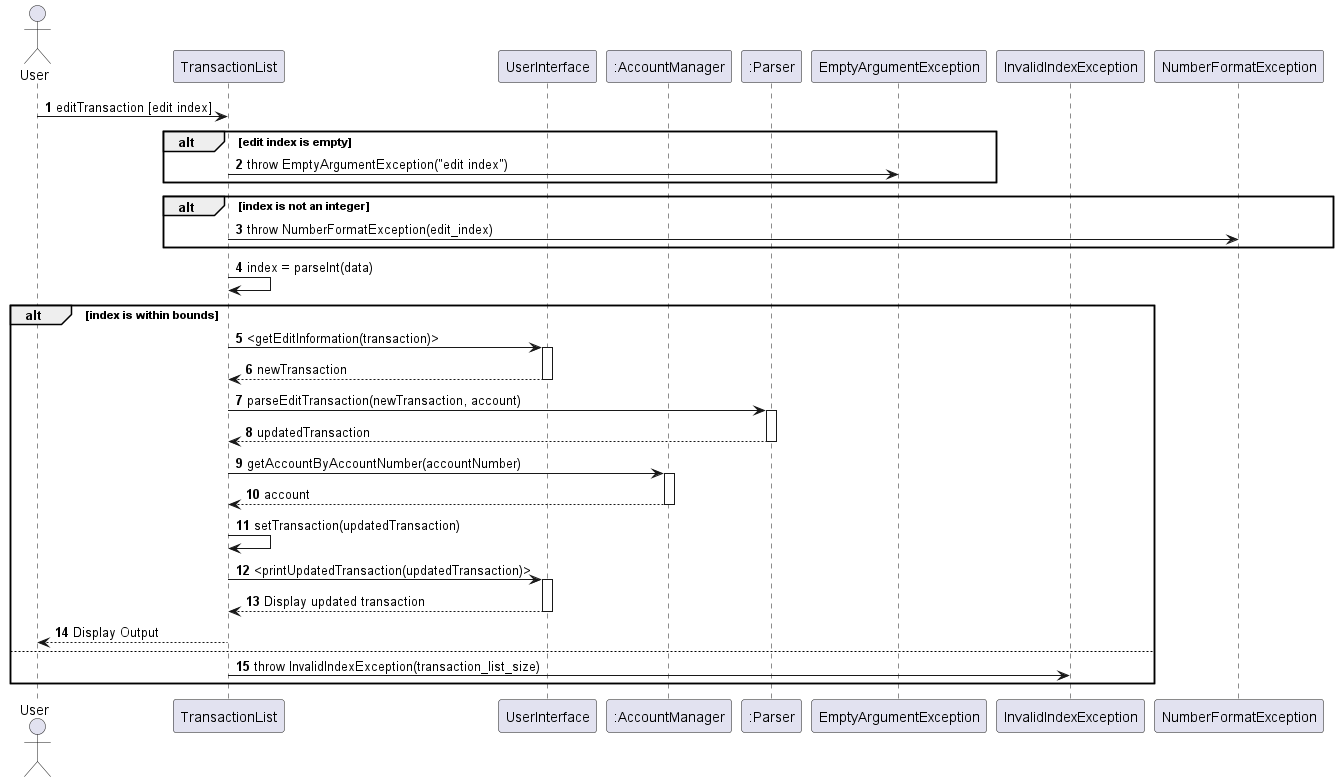 User
TransactionList
UserInterface
:AccountManager
:Parser
EmptyArgumentException
InvalidIndexException
NumberFormatException
1 editTransaction [edit index]
alt [edit index is empty]
2 throw EmptyArgumentException("edit index")
alt [index is not an integer]
3 throw NumberFormatException(edit_index)
4 index = parseInt(data)
alt [index is within bounds]
5 <getEditInformation(transaction)>
6 newTransaction
7 parseEditTransaction(newTransaction, account)
8 updatedTransaction
9 getAccountByAccountNumber(accountNumber)
10 account
11 setTransaction(updatedTransaction)
12 <printUpdatedTransaction(updatedTransaction)>
13 Display updated transaction
14 Display Output
15 throw InvalidIndexException(transaction_list_size)
User
TransactionList
UserInterface
:AccountManager
:Parser
EmptyArgumentException
InvalidIndexException
NumberFormatException